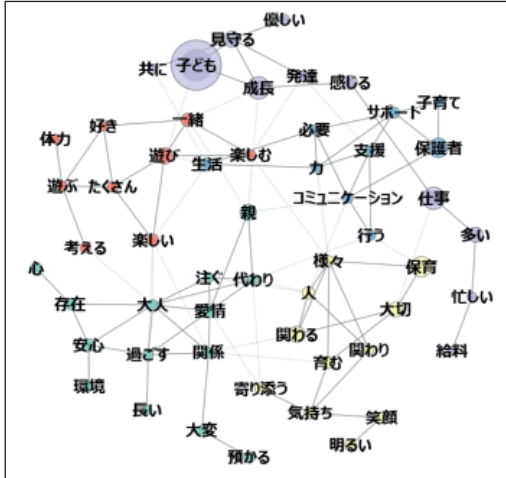 優しい
見守る
共に
子ども
発達
感じる
成長
サポート
子育て
好き
一緒
必要
体力
遊び
楽しむ
支援
保護者
生活
力
遊ぶ
たくさん
コミュニケーション
仕事
親
考える
楽しい
行う
多い
様々
保育
心
注ぐ
代わり
人
存在
大人
愛情
大切
忙しい
関わる
安心
過ごす
関係
関わり
給料
育む
環境
寄り添う
長い
気持ち
笑顔
大変
明るい
預かる